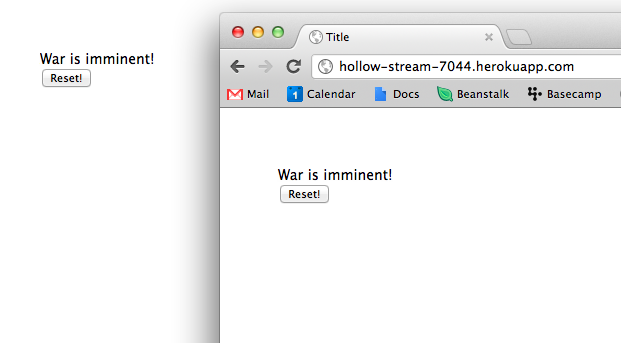 War is imminent!
Reset!
Title
hollow-stream-7044.herokuapp.com
Mail 1 Calendar Docs Beanstalk Basecamp
War is imminent!
Reset!